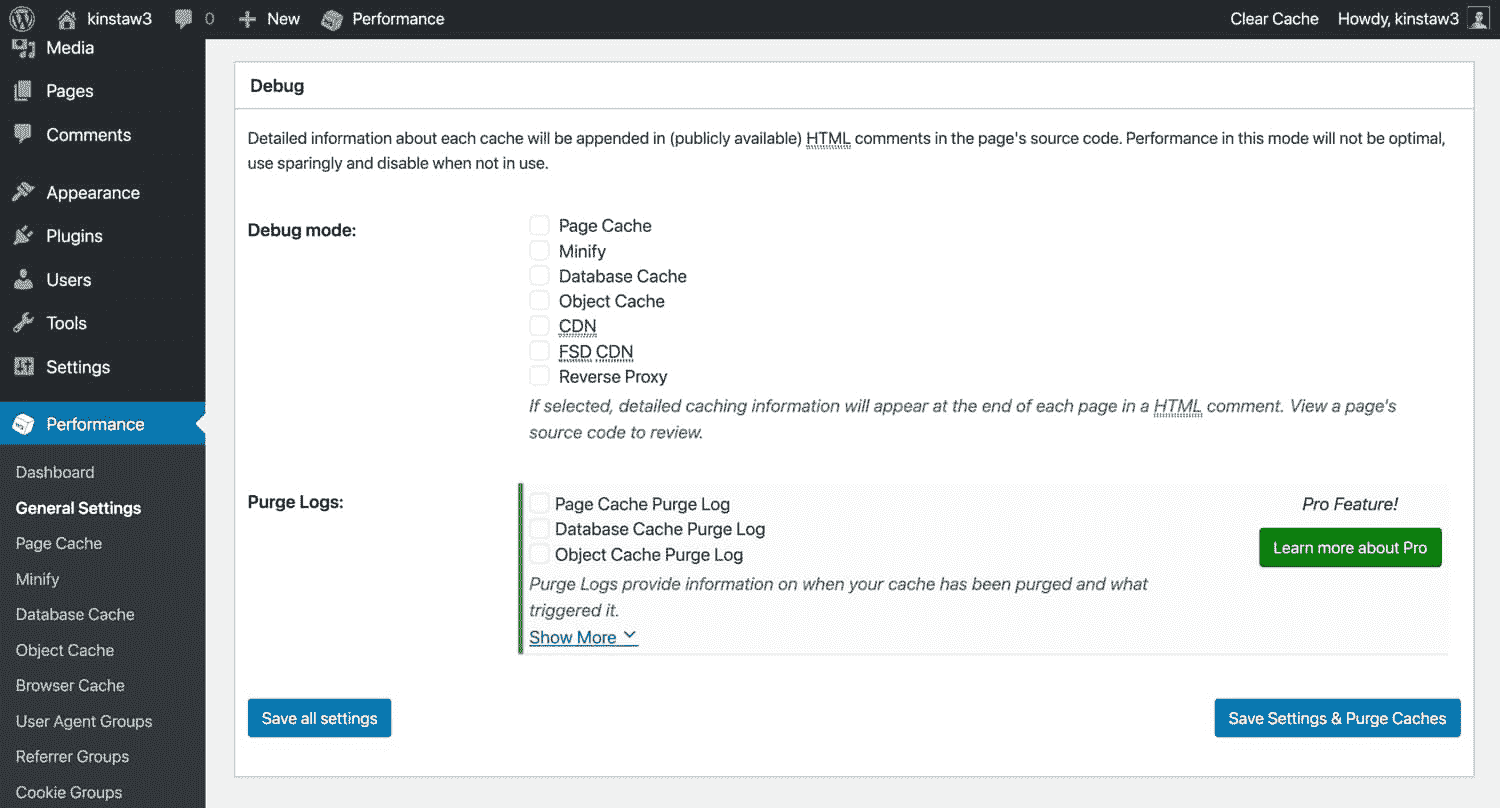 kinstaw3 0 New Performance Clear Cache Howdy, kinstaw3
Media
Pages
Comments
Appearance
Plugins
Users
Tools
Settings
Performance
Dashboard
General Settings
Page Cache
Minify
Database Cache
Object Cache
Browser Cache
User Agent Groups
Referrer Groups
Cookie Groups
Debug
Detailed information about each cache will be appended in (publicly available) HTML comments in the page's source code. Performance in this mode will not be optimal,
use sparingly and disable when not in use.
Debug mode:
Page Cache
Minify
Database Cache
Object Cache
CDN
FSD CDN
Reverse Proxy
If selected, detailed caching information will appear at the end of each page in a HTML comment. View a page's
source code to review.
Purge Logs:
Page Cache Purge Log
Database Cache Purge Log
Object Cache Purge Log
Purge Logs provide information on when your cache has been purged and what
triggered it.
Show More
Pro Feature!
Learn more about Pro
Save all settings
Save Settings & Purge Caches